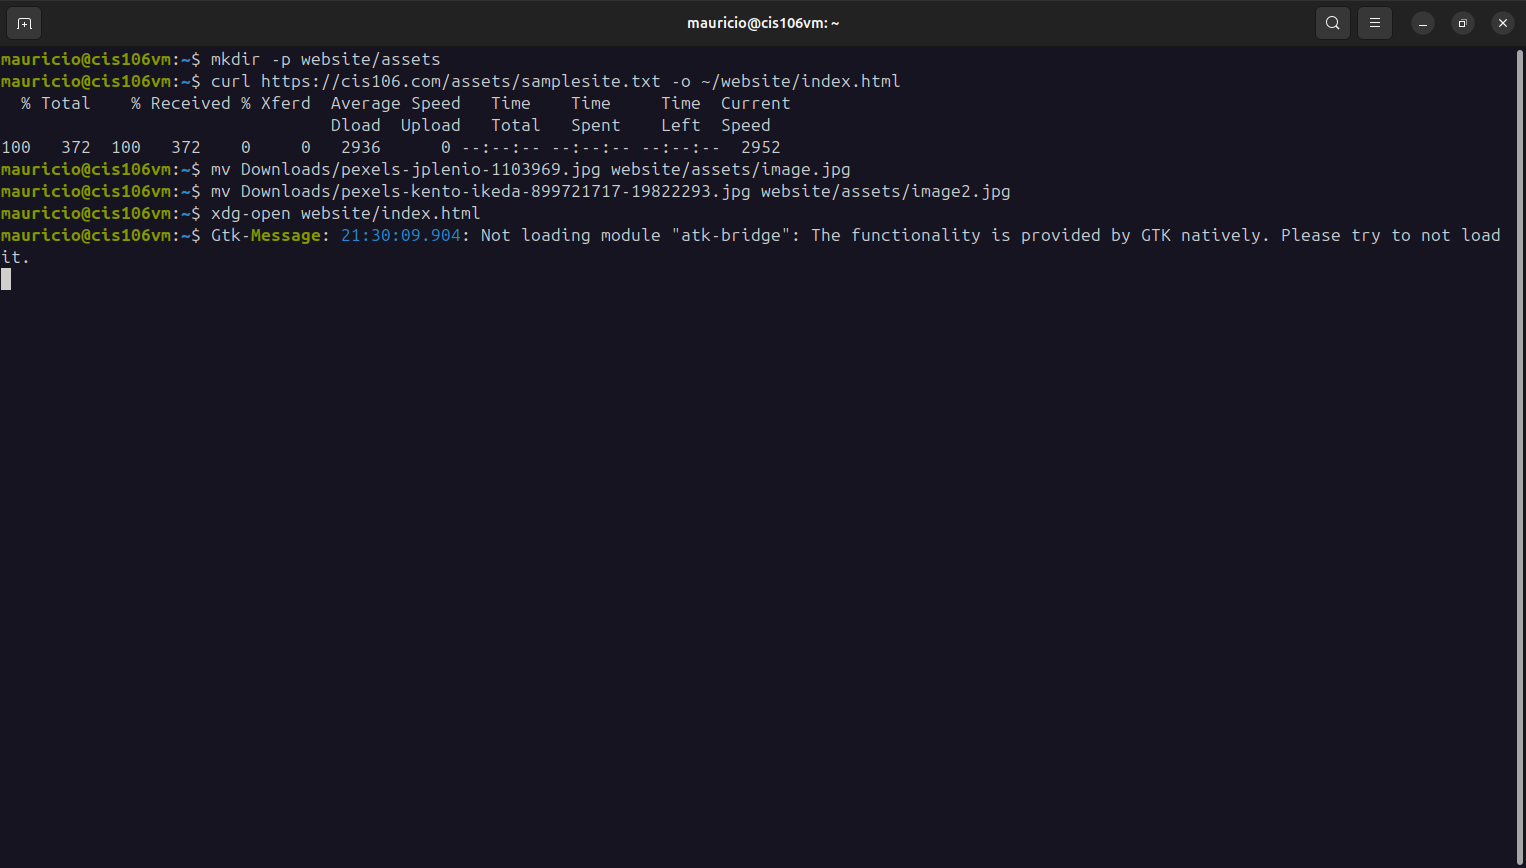 mauricio@cis106vm: ~
mauricio@cis106vm:~$ mkdir -p website/assets
mauricio@cis106vm:~$ curl https://cis106.com/assets/samplesite.txt -o ~/website/index.html
  % Total    % Received % Xferd  Average Speed   Time    Time     Time  Current
                                 Dload  Upload   Total   Spent    Left  Speed
100   372  100   372    0     0   2936      0 --:--:-- --:--:-- --:--:--  2952
mauricio@cis106vm:~$ mv Downloads/pexels-jplenio-1103969.jpg website/assets/image.jpg
mauricio@cis106vm:~$ mv Downloads/pexels-kento-ikeda-899721717-19822293.jpg website/assets/image2.jpg
mauricio@cis106vm:~$ xdg-open website/index.html
mauricio@cis106vm:~$ Gtk-Message: 21:30:09.904: Not loading module "atk-bridge": The functionality is provided by GTK natively. Please try to not load
it.